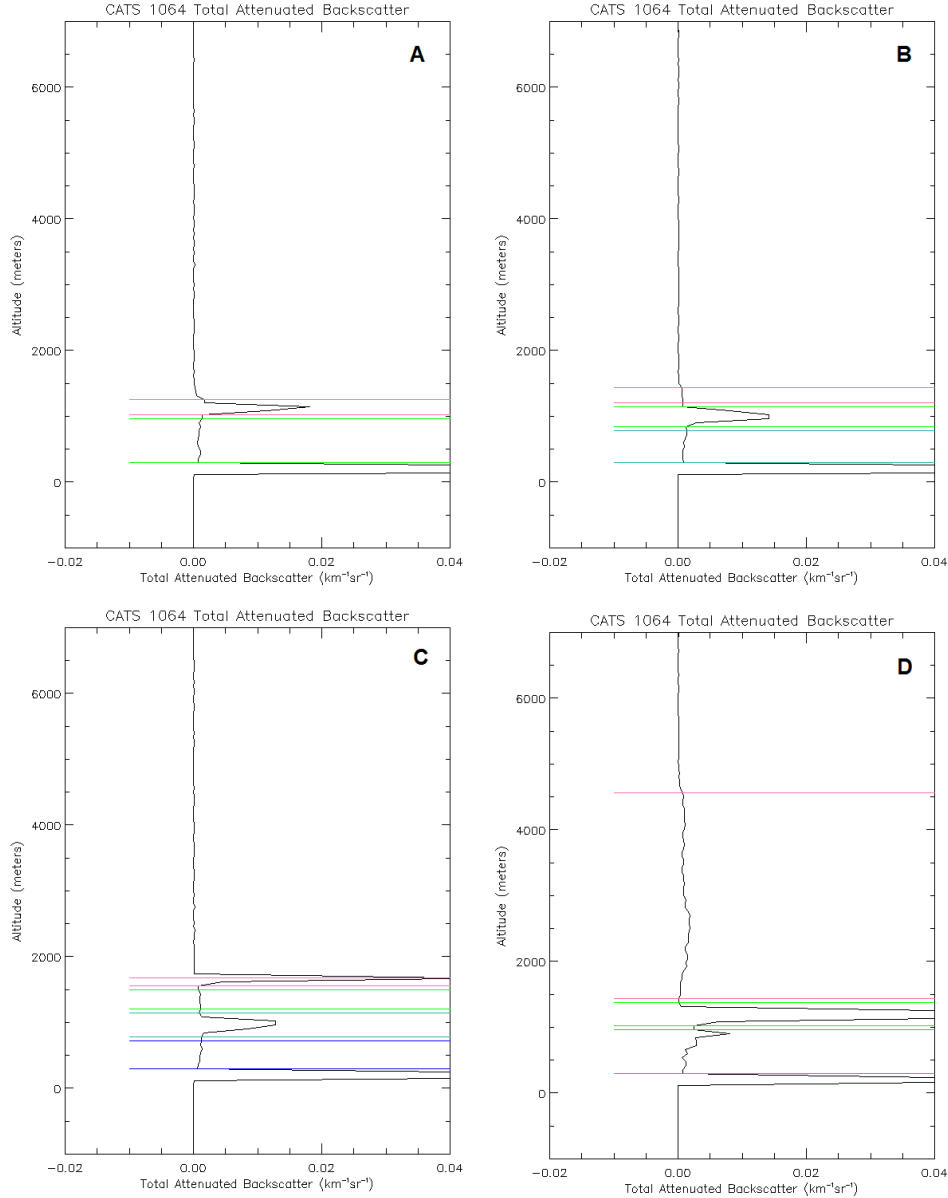 CATS 1064 Total Attenuated Backscatter
A
6000
4000
2000
0
Altitude (meters)
-0.02 0.00 0.02 0.04
Total Attenuated Backscatter (km⁻¹sr⁻¹)
CATS 1064 Total Attenuated Backscatter
B
6000
4000
2000
0
Altitude (meters)
-0.02 0.00 0.02 0.04
Total Attenuated Backscatter (km⁻¹sr⁻¹)
CATS 1064 Total Attenuated Backscatter
C
6000
4000
2000
0
Altitude (meters)
-0.02 0.00 0.02 0.04
Total Attenuated Backscatter (km⁻¹sr⁻¹)
CATS 1064 Total Attenuated Backscatter
D
6000
4000
2000
0
Altitude (meters)
-0.02 0.00 0.02 0.04
Total Attenuated Backscatter (km⁻¹sr⁻¹)